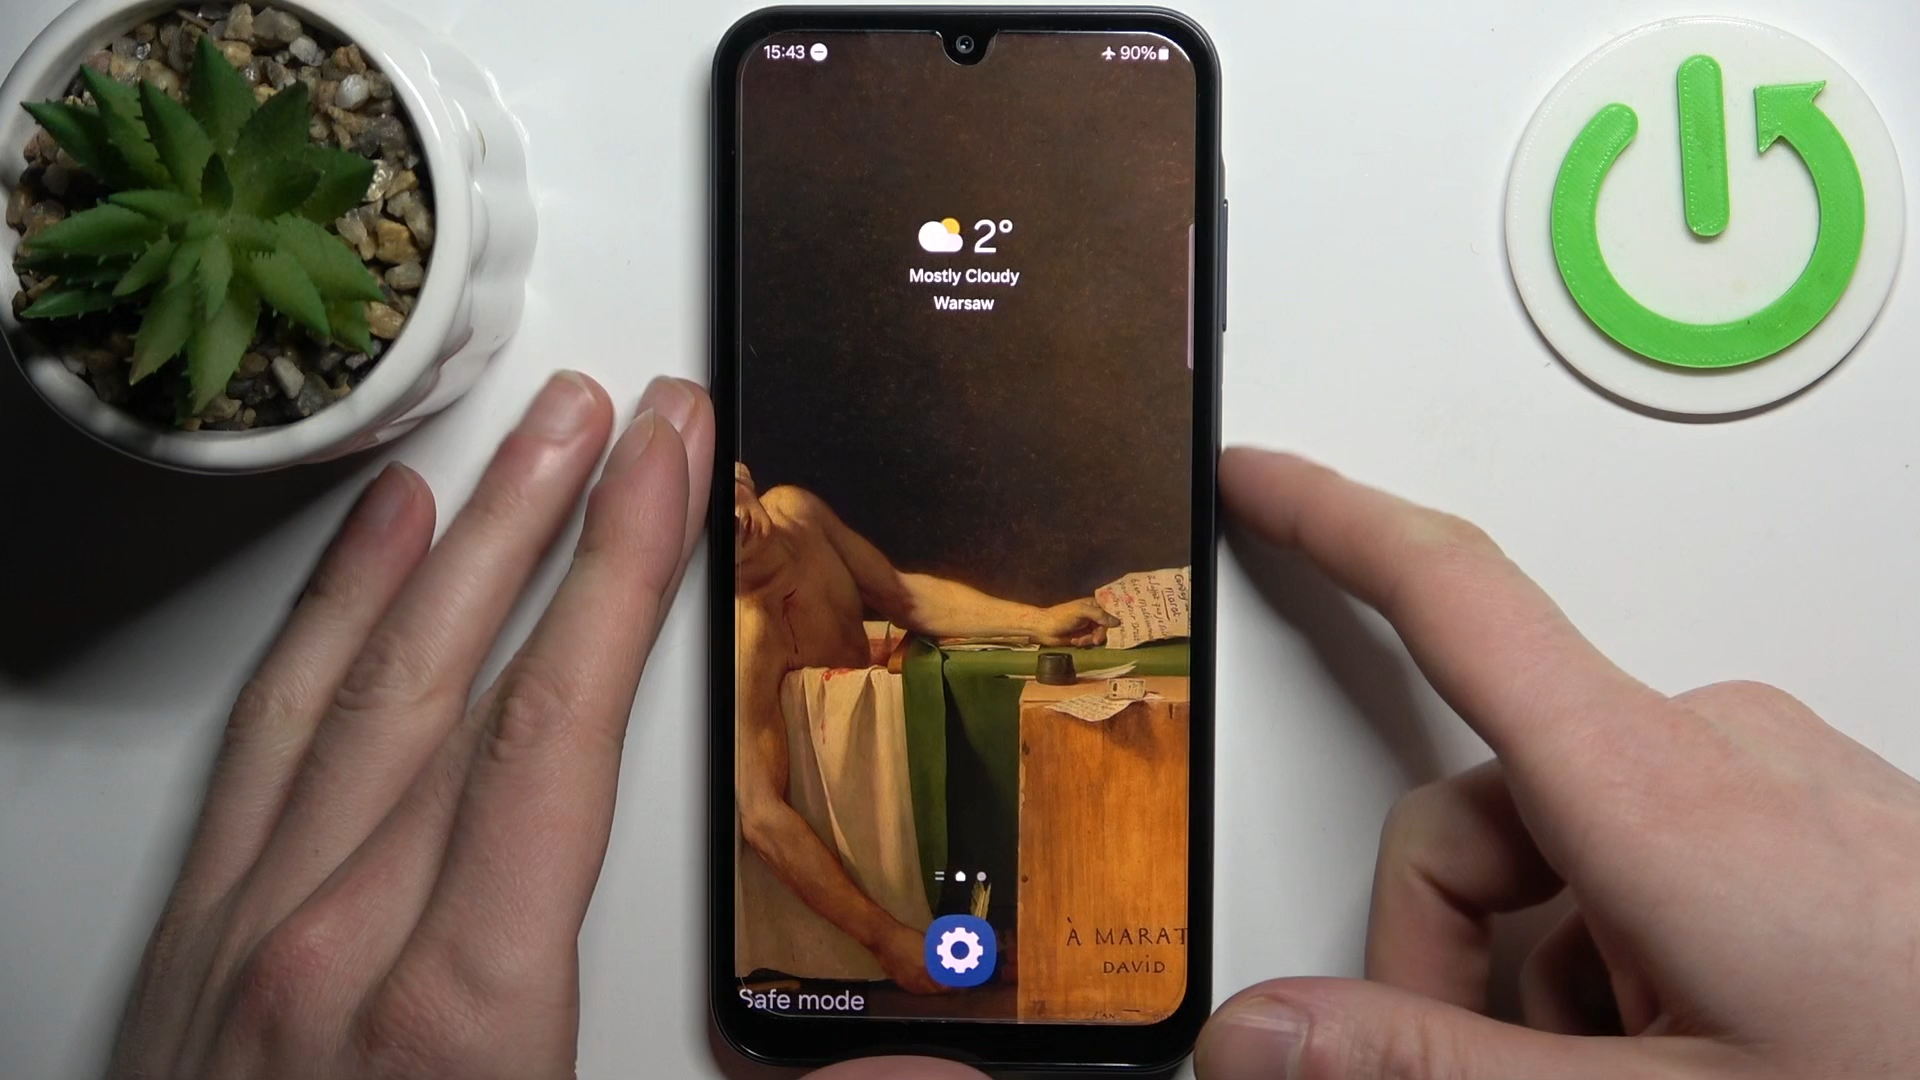 15:43
90%
2°
Mostly Cloudy
Warsaw
À MARAT
DAVID
Safe mode